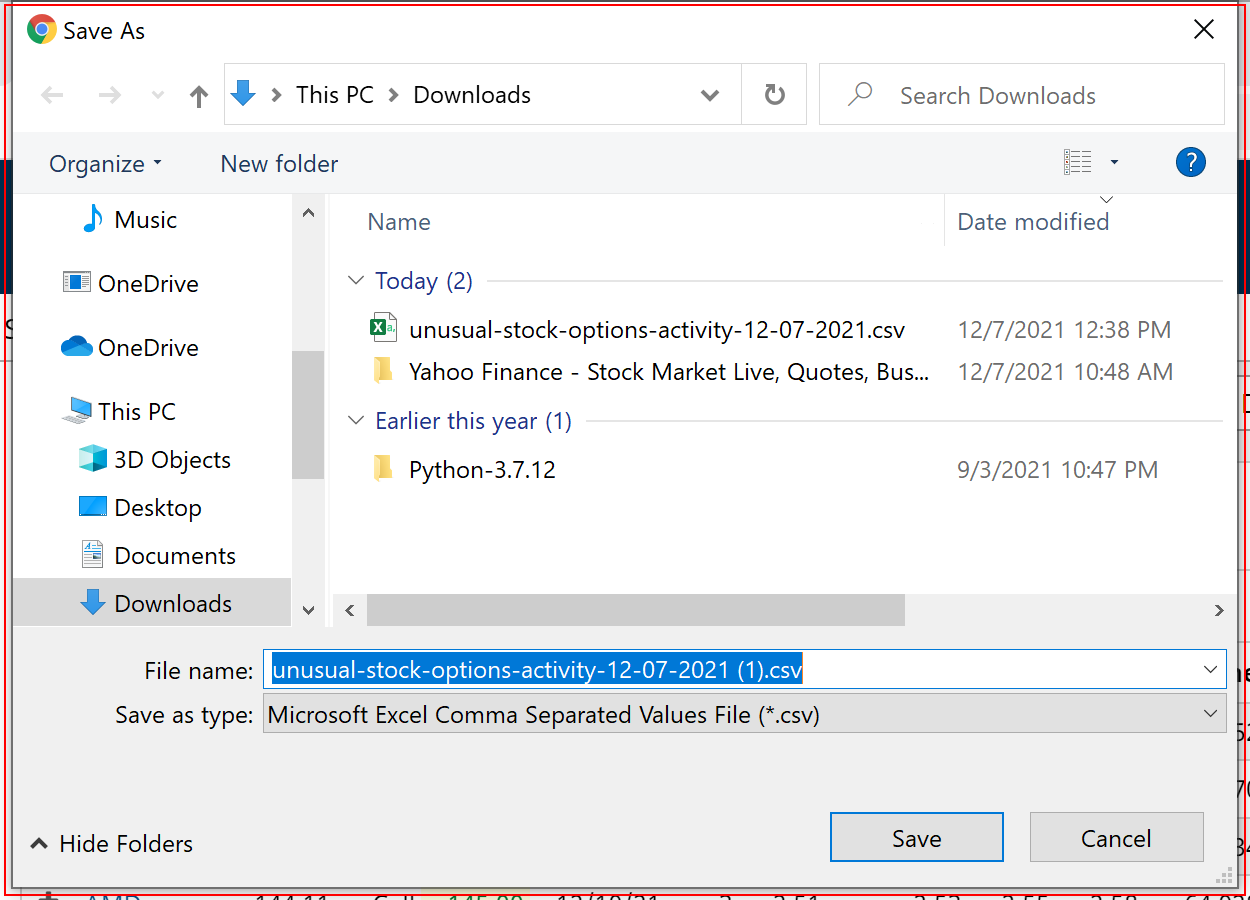 Save As
This PC > Downloads
Search Downloads
Organize
New folder
?
Music
OneDrive
OneDrive
This PC
3D Objects
Desktop
Documents
Downloads
Name
Date modified
Today (2)
unusual-stock-options-activity-12-07-2021.csv 12/7/2021 12:38 PM
Yahoo Finance - Stock Market Live, Quotes, Bus... 12/7/2021 10:48 AM
Earlier this year (1)
Python-3.7.12 9/3/2021 10:47 PM
File name: unusual-stock-options-activity-12-07-2021 (1).csv
Save as type: Microsoft Excel Comma Separated Values File (*.csv)
Hide Folders
Save
Cancel